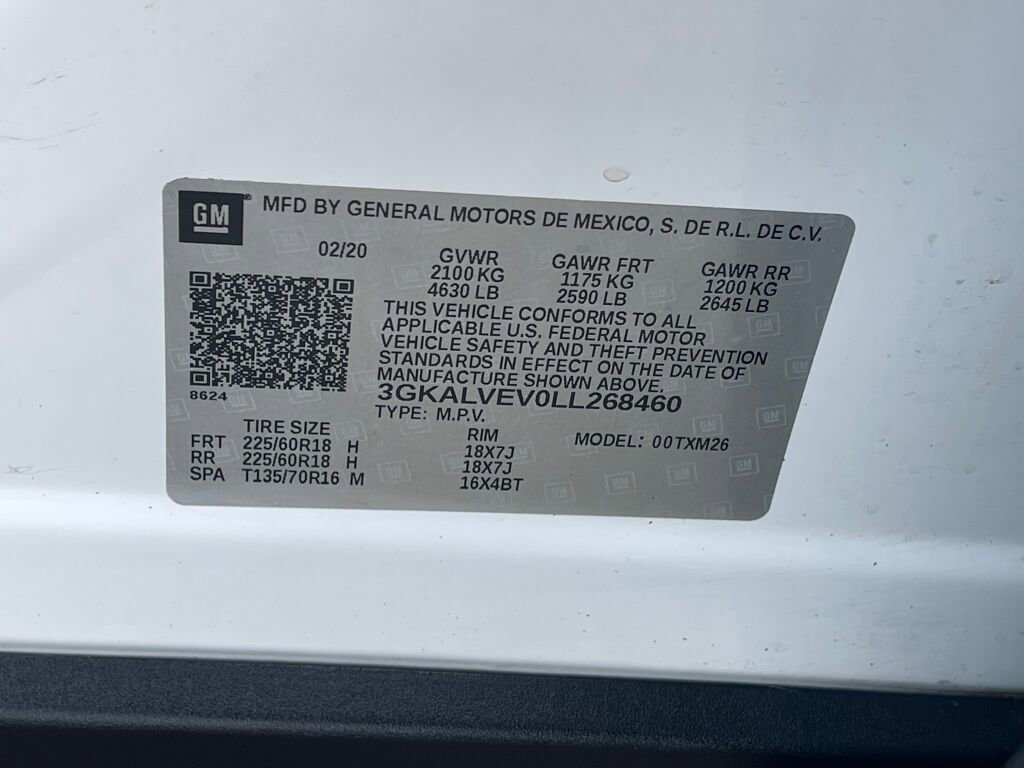 GM ® MFD BY GENERAL MOTORS DE MEXICO, S. DE R.L. DE C.V.
02/20 GVWR GAWR FRT GAWR RR
2100 KG 1175 KG 1200 KG
4630 LB 2590 LB 2645 LB
THIS VEHICLE CONFORMS TO ALL
APPLICABLE U.S. FEDERAL MOTOR
VEHICLE SAFETY AND THEFT PREVENTION
STANDARDS IN EFFECT ON THE DATE OF
MANUFACTURE SHOWN ABOVE.
8624 3GKALVEV0LL268460
TYPE: M.P.V.
TIRE SIZE RIM MODEL: 00TXM26
FRT 225/60R18 H 18X7J
RR 225/60R18 H 18X7J
SPA T135/70R16 M 16X4BT